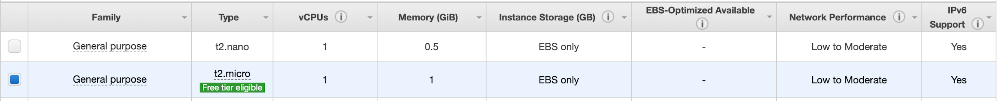 Family Type vCPUs Memory (GiB) Instance Storage (GB) EBS-Optimized Available Network Performance IPv6 Support
General purpose t2.nano 1 0.5 EBS only - Low to Moderate Yes
General purpose t2.micro 1 1 EBS only - Low to Moderate Yes
Free tier eligible